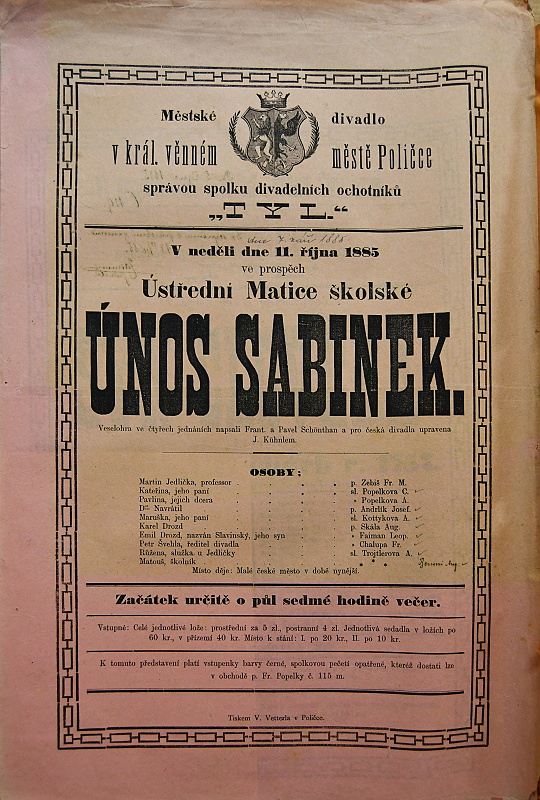 Městské divadlo
v král. věnném městě Poličce
správou spolku divadelních ochotníků
„TYL.“
dne 7. září 1885
V neděli dne 11. října 1885
ve prospěch
Ústřední Matice školské
ÚNOS SABINEK.
Veselohra ve čtyřech jednáních napsali Frant. a Pavel Schönthan a pro česká divadla upravena
J. Kühnlem.
OSOBY:
Martin Jedlička, professor . . . . p. Zehiš Fr. M.
Kateřina, jeho paní . . . . sl. Popelkova C.
Pavlína, jejich dcera . . . . » Popelkova A.
Dr. Navrátil . . . . p. Andrlík Josef.
Maruška, jeho paní . . . . sl. Kottykova A.
Karel Drozd . . . . p. Skála Aug.
Emil Drozd, nazván Slavinský, jeho syn . . » Faiman Leop.
Petr Švehla, ředitel divadla . . . . » Chalupa Fr.
Růžena, služka u Jedličky . . . . sl. Trojtlerova A.
Matouš, školník . . . . * * *
Místo děje: Malé české město v době nynější.
Začátek určitě o půl sedmé hodině večer.
Vstupné: Celé jednotlivé lože: prostřední za 5 zl., postranní 4 zl. Jednotlivá sedadla v ložích po
60 kr., v přízemí 40 kr. Místo k stání: I. po 20 kr., II. po 10 kr.
K tomuto představení platí vstupenky barvy černé, spolkovou pečetí opatřené, kteréž dostati lze
v obchodě p. Fr. Popelky č. 115 m.
Tiskem V. Vetterla v Poličce.